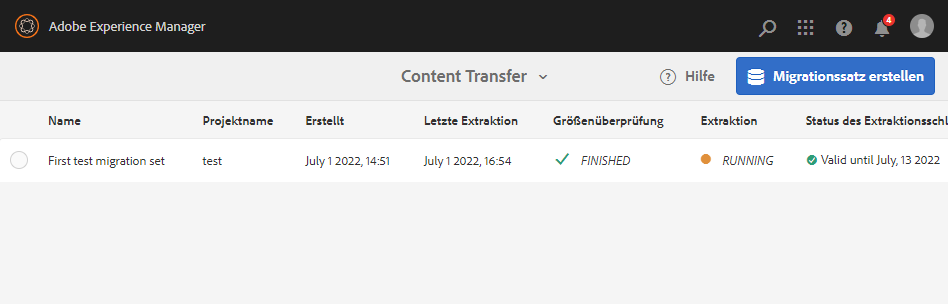 Adobe Experience Manager
4
Content Transfer
Hilfe
Migrationssatz erstellen
Name Projektname Erstellt Letzte Extraktion Größenüberprüfung Extraktion Status des Extraktionsschl
First test migration set test July 1 2022, 14:51 July 1 2022, 16:54 FINISHED RUNNING Valid until July, 13 2022